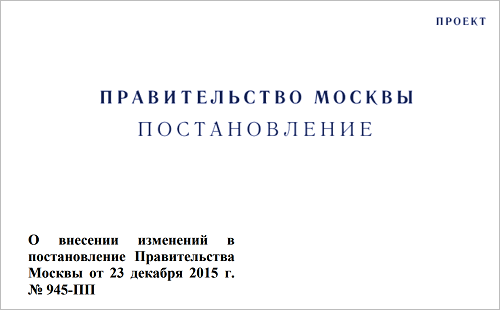 ПРОЕКТ
ПРАВИТЕЛЬСТВО МОСКВЫ
ПОСТАНОВЛЕНИЕ
О внесении изменений в
постановление Правительства
Москвы от 23 декабря 2015 г.
№ 945-ПП